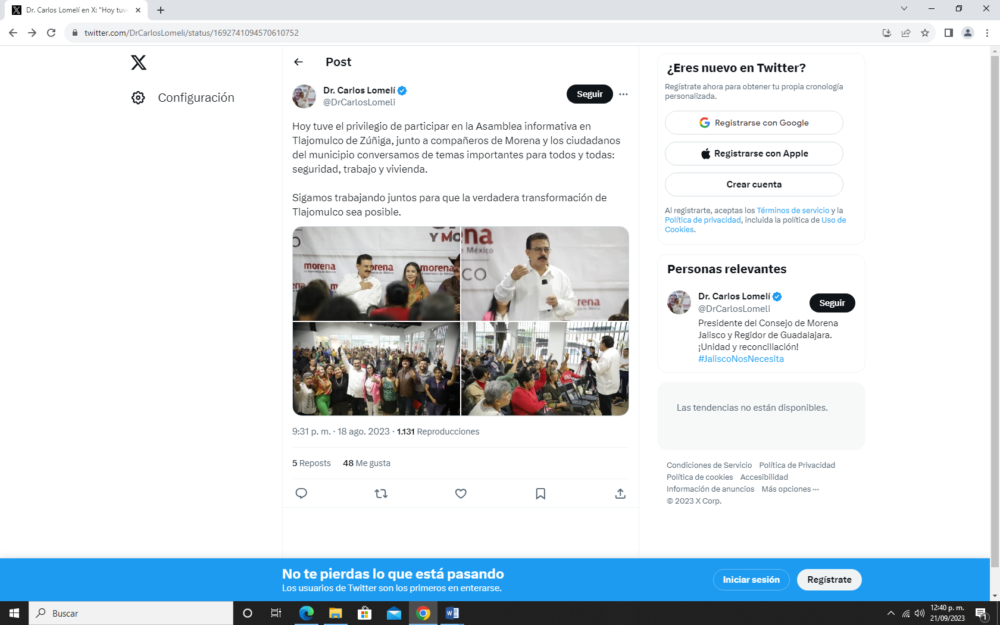 Dr. Carlos Lomelí en X: "Hoy tuve
twitter.com/DrCarlosLomeli/status/1692741094570610752
Configuración
Post
Dr. Carlos Lomelí
@DrCarlosLomeli
Seguir
Hoy tuve el privilegio de participar en la Asamblea informativa en
Tlajomulco de Zúñiga, junto a compañeros de Morena y los ciudadanos
del municipio conversamos de temas importantes para todos y todas:
seguridad, trabajo y vivienda.
Sigamos trabajando juntos para que la verdadera transformación de
Tlajomulco sea posible.
Y MO
morena
La esperanza de México
orena
morena
ena
de México
CO
rena
9:31 p. m. · 18 ago. 2023 · 1.131 Reproducciones
5 Reposts 48 Me gusta
¿Eres nuevo en Twitter?
Regístrate ahora para obtener tu propia cronología
personalizada.
Registrarse con Google
Registrarse con Apple
Crear cuenta
Al registrarte, aceptas los Términos de servicio y la
Política de privacidad, incluida la política de Uso de
Cookies.
Personas relevantes
Dr. Carlos Lomelí
@DrCarlosLomeli
Seguir
Presidente del Consejo de Morena
Jalisco y Regidor de Guadalajara.
¡Unidad y reconciliación!
#JaliscoNosNecesita
Las tendencias no están disponibles.
Condiciones de Servicio Política de Privacidad
Política de cookies Accesibilidad
Información de anuncios Más opciones ···
© 2023 X Corp.
No te pierdas lo que está pasando
Los usuarios de Twitter son los primeros en enterarse.
Iniciar sesión
Regístrate
Buscar
12:40 p. m.
21/09/2023
1